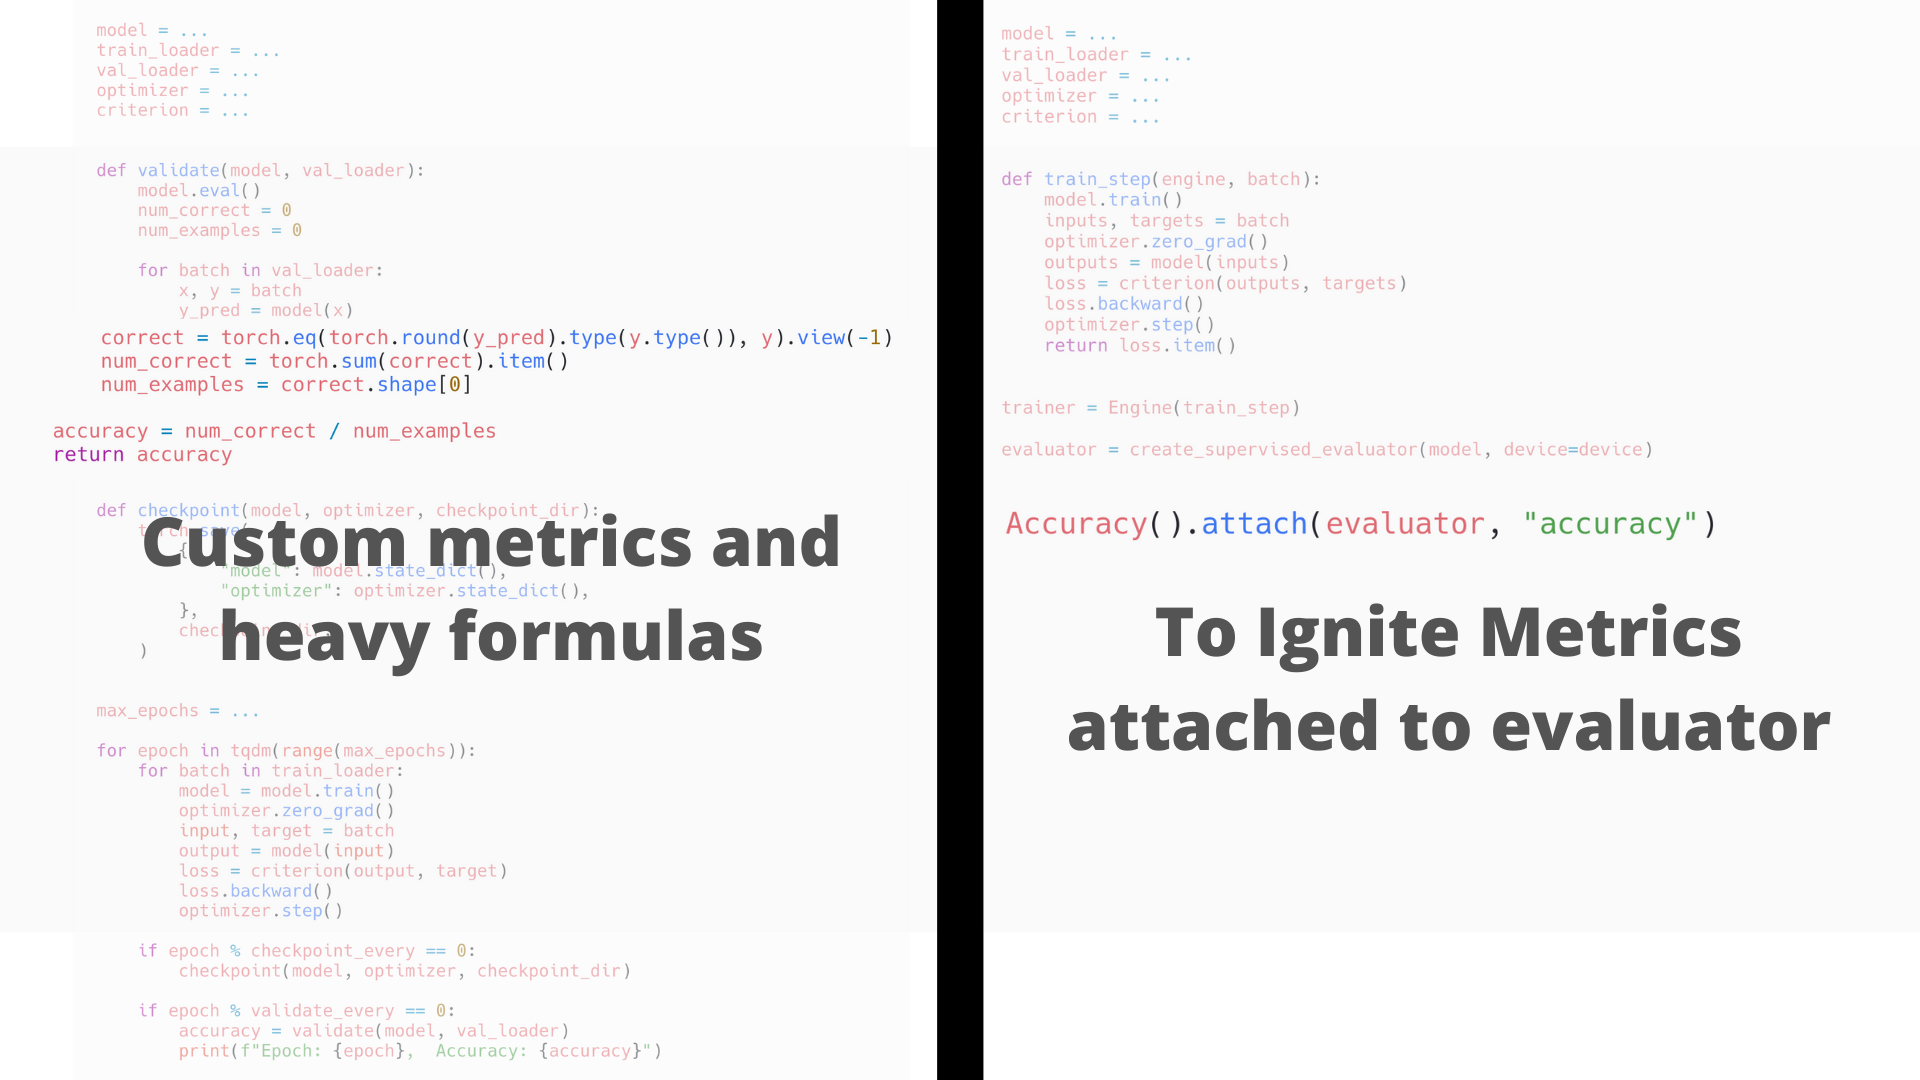 model = ...
train_loader = ...
val_loader = ...
optimizer = ...
criterion = ...
def validate(model, val_loader):
model.eval()
num_correct = 0
num_examples = 0
for batch in val_loader:
x, y = batch
y_pred = model(x)
correct = torch.eq(torch.round(y_pred).type(y.type()), y).view(-1)
num_correct = torch.sum(correct).item()
num_examples = correct.shape[0]
accuracy = num_correct / num_examples
return accuracy
def checkpoint(model, optimizer, checkpoint_dir):
torch.save(
{
"model": model.state_dict(),
"optimizer": optimizer.state_dict(),
},
)
Custom metrics and
heavy formulas
max_epochs = ...
for epoch in tqdm(range(max_epochs)):
for batch in train_loader:
model = model.train()
optimizer.zero_grad()
input, target = batch
output = model(input)
loss = criterion(output, target)
loss.backward()
optimizer.step()
if epoch % checkpoint_every == 0:
checkpoint(model, optimizer, checkpoint_dir)
if epoch % validate_every == 0:
accuracy = validate(model, val_loader)
print(f"Epoch: {epoch},  Accuracy: {accuracy}")
model = ...
train_loader = ...
val_loader = ...
optimizer = ...
criterion = ...
def train_step(engine, batch):
model.train()
inputs, targets = batch
optimizer.zero_grad()
outputs = model(inputs)
loss = criterion(outputs, targets)
loss.backward()
optimizer.step()
return loss.item()
trainer = Engine(train_step)
evaluator = create_supervised_evaluator(model, device=device)
Accuracy().attach(evaluator, "accuracy")
To Ignite Metrics
attached to evaluator